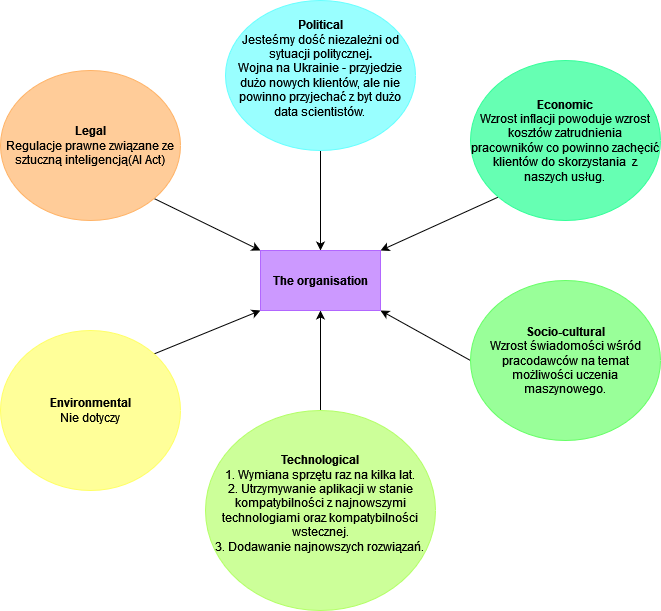 Political
Jesteśmy dość niezależni od
sytuacji politycznej.
Wojna na Ukrainie - przyjedzie
dużo nowych klientów, ale nie
powinno przyjechać z byt dużo
data scientistów.
Legal
Regulacje prawne związane ze
sztuczną inteligencją(AI Act)
Economic
Wzrost inflacji powoduje wzrost
kosztów zatrudnienia
pracowników co powinno zachęcić
klientów do skorzystania z
naszych usług.
The organisation
Socio-cultural
Wzrost świadomości wśród
pracodawców na temat
możliwości uczenia
maszynowego.
Environmental
Nie dotyczy
Technological
1. Wymiana sprzętu raz na kilka lat.
2. Utrzymywanie aplikacji w stanie
kompatybilności z najnowszymi
technologiami oraz kompatybilności
wstecznej.
3. Dodawanie najnowszych rozwiązań.